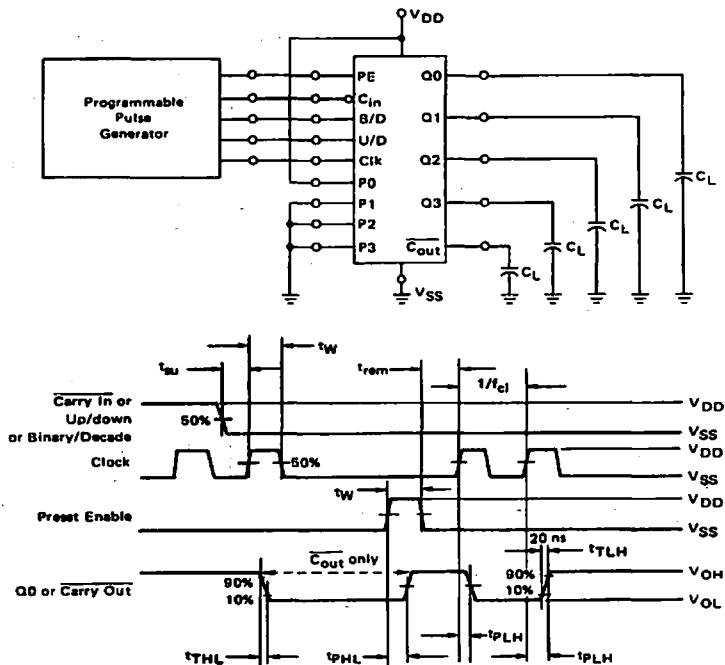 VDD
Programmable
Pulse
Generator
PE
Cin
B/D
U/D
Clk
P0
P1
P2
P3
Q0
Q1
Q2
Q3
Cout
CL
CL
CL
CL
CL
VSS
tsu
tW
trem
1/fcl
Carry In or
Up/down
or Binary/Decade
50%
VDD
VSS
Clock
50%
VDD
VSS
tW
Preset Enable
VDD
VSS
20 ns
tTLH
Cout only
Q0 or Carry Out
90%
10%
90%
10%
VOH
VOL
tTHL
tPHL
tPLH
tPLH